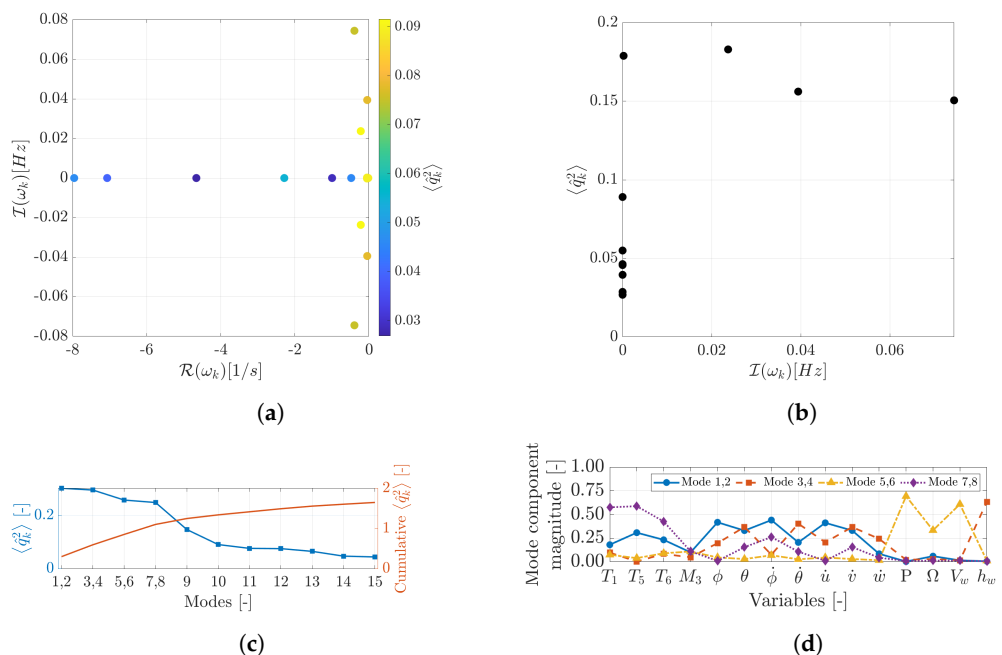 0.08
0.06
0.04
0.02
0
-0.02
-0.04
-0.06
-0.08
-8
-6
-4
-2
0
ℐ(ω_k)[Hz]
ℛ(ω_k)[1/s]
0.09
0.08
0.07
0.06
0.05
0.04
0.03
⟨q̂_k^2⟩
(a)
0.2
0.15
0.1
0.05
0
0
0.02
0.04
0.06
⟨q̂_k^2⟩
ℐ(ω_k)[Hz]
(b)
⟨q̂_k^2⟩ [-]
0.2
0
2
1
0
Cumulative ⟨q̂_k^2⟩ [-]
1,2 3,4 5,6 7,8 9 10 11 12 13 14 15
Modes [-]
(c)
Mode component
magnitude [-]
1.00
0.75
0.50
0.25
0.00
Mode 1,2 Mode 3,4 Mode 5,6 Mode 7,8
T_1 T_5 T_6 M_3 ϕ θ ϕ̇ θ̇ u̇ v̇ ẇ P Ω V_w h_w
Variables [-]
(d)